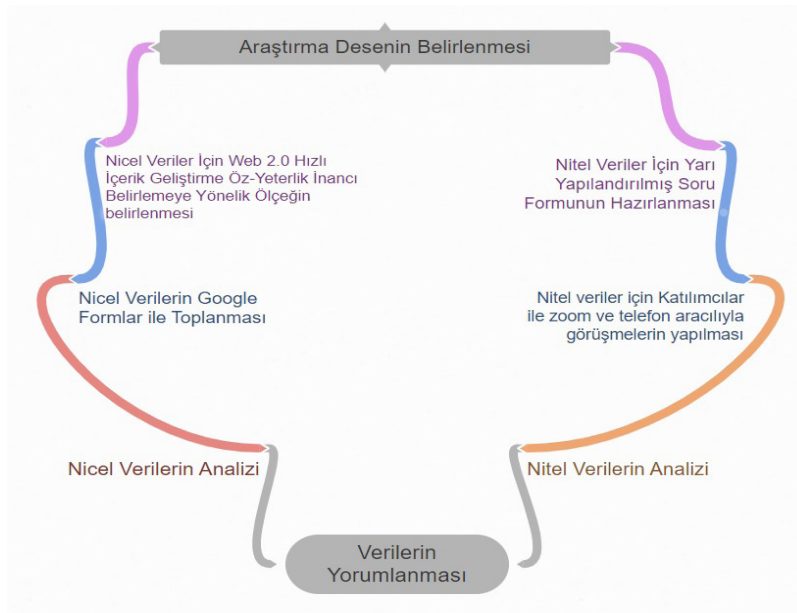 Araştırma Desenin Belirlenmesi
Nicel Veriler İçin Web 2.0 Hızlı
İçerik Geliştirme Öz-Yeterlik İnancı
Belirlemeye Yönelik Ölçeğin
belirlenmesi
Nitel Veriler İçin Yarı
Yapılandırılmış Soru
Formunun Hazırlanması
Nicel Verilerin Google
Formlar ile Toplanması
Nitel veriler için Katılımcılar
ile zoom ve telefon aracılıyla
görüşmelerin yapılması
Nicel Verilerin Analizi
Nitel Verilerin Analizi
Verilerin
Yorumlanması